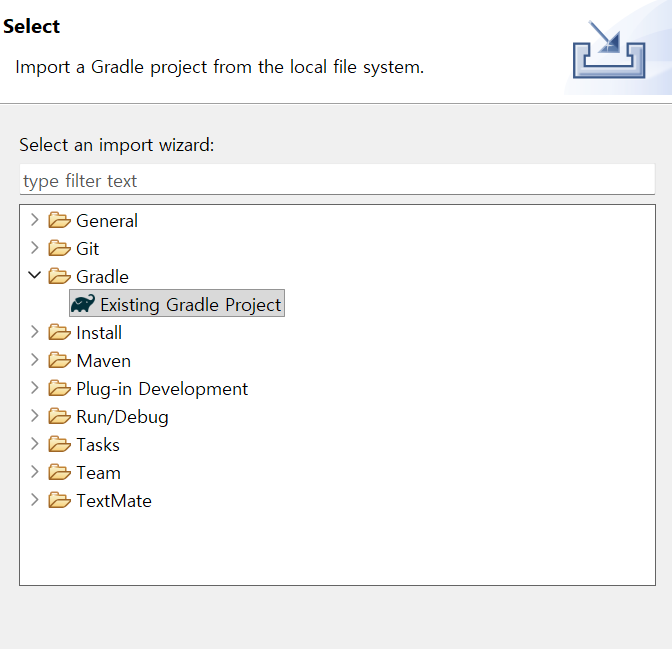 Select
Import a Gradle project from the local file system.
Select an import wizard:
type filter text
General
Git
Gradle
Existing Gradle Project
Install
Maven
Plug-in Development
Run/Debug
Tasks
Team
TextMate